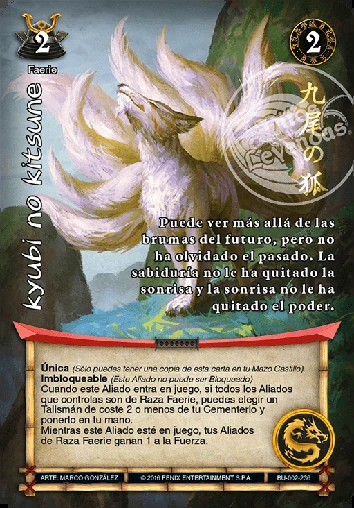 2
2
Faerie
kyubi no kitsune
九尾の狐
Leyendas
Puede ver más allá de las
brumas del futuro, pero no
ha olvidado el pasado. La
sabiduría no le ha quitado la
sonrisa y la sonrisa no le ha
quitado el poder.
Única (Sólo puedes tener una copia de esta carta en tu Mazo Castillo).
Imbloqueable (Este Aliado no puede ser Bloqueado)
Cuando este Aliado entra en juego, si todos los Aliados
que controlas son de Raza Faerie, puedes elegir un
Talismán de coste 2 o menos de tu Cementerio y
ponerlo en tu mano.
Mientras este Aliado esté en juego, tus Aliados
de Raza Faerie ganan 1 a la Fuerza.
ARTE: MARCO GONZÁLEZ
© 2016 FENIX ENTERTAINMENT S.P.A.
BU-002-236